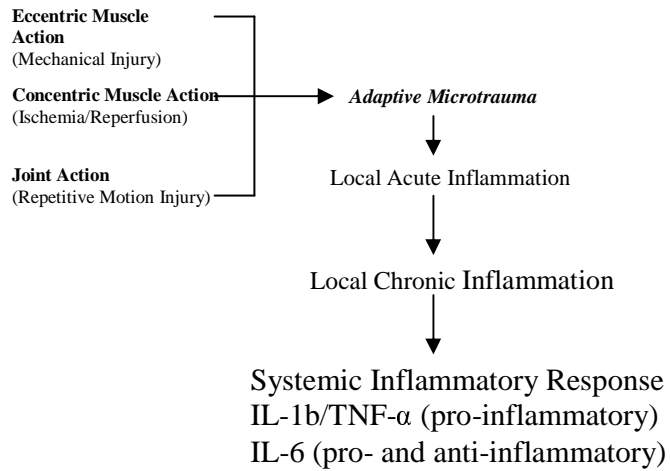 Eccentric Muscle
Action
(Mechanical Injury)
Concentric Muscle Action
(Ischemia/Reperfusion)
Joint Action
(Repetitive Motion Injury)
Adaptive Microtrauma
Local Acute Inflammation
Local Chronic Inflammation
Systemic Inflammatory Response
IL-1b/TNF-α (pro-inflammatory)
IL-6 (pro- and anti-inflammatory)